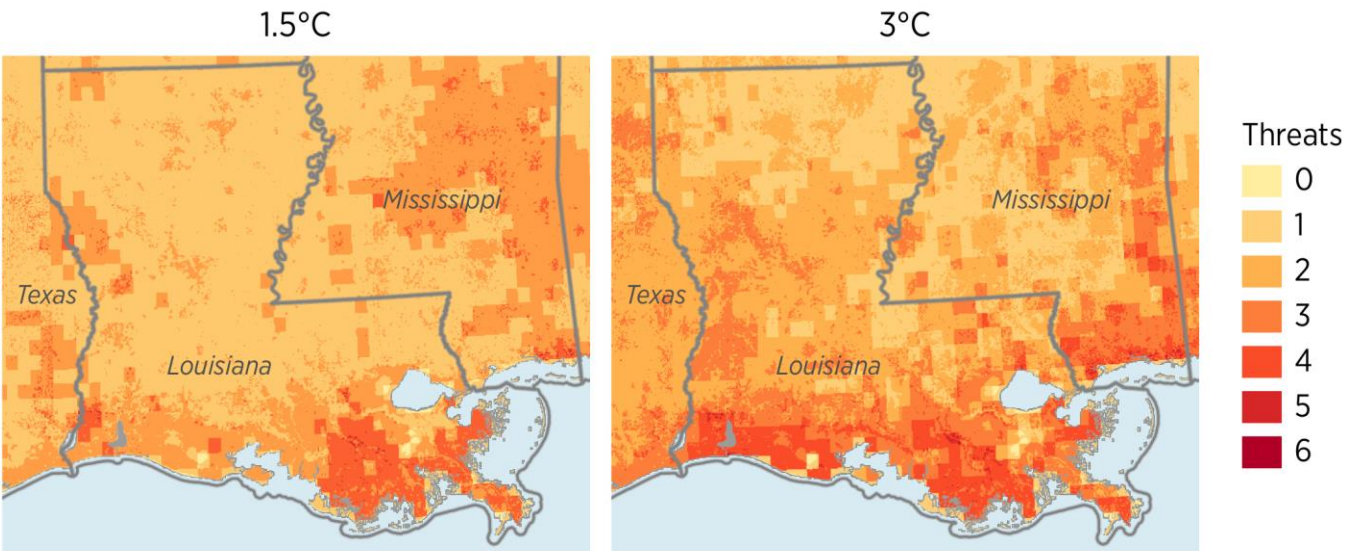 1.5°C
3°C
Mississippi
Texas
Louisiana
Mississippi
Texas
Louisiana
Threats
0
1
2
3
4
5
6